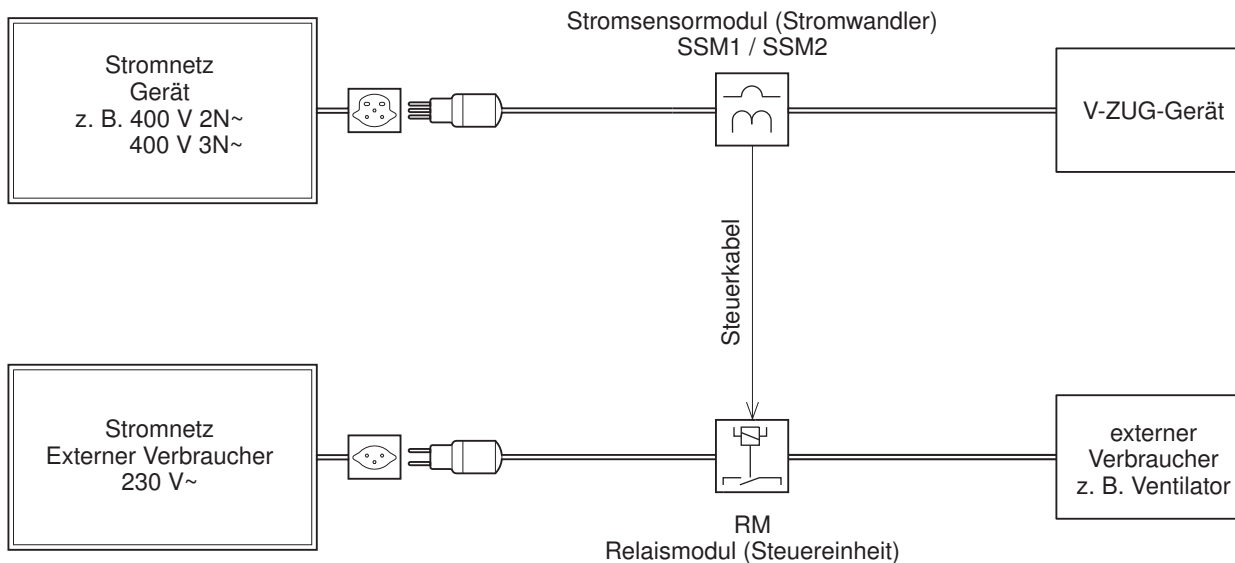 Stromsensormodul (Stromwandler)
SSM1 / SSM2
Stromnetz
Gerät
z. B. 400 V 2N~
400 V 3N~
V-ZUG-Gerät
Steuerkabel
Stromnetz
Externer Verbraucher
230 V~
externer
Verbraucher
z. B. Ventilator
RM
Relaismodul (Steuereinheit)